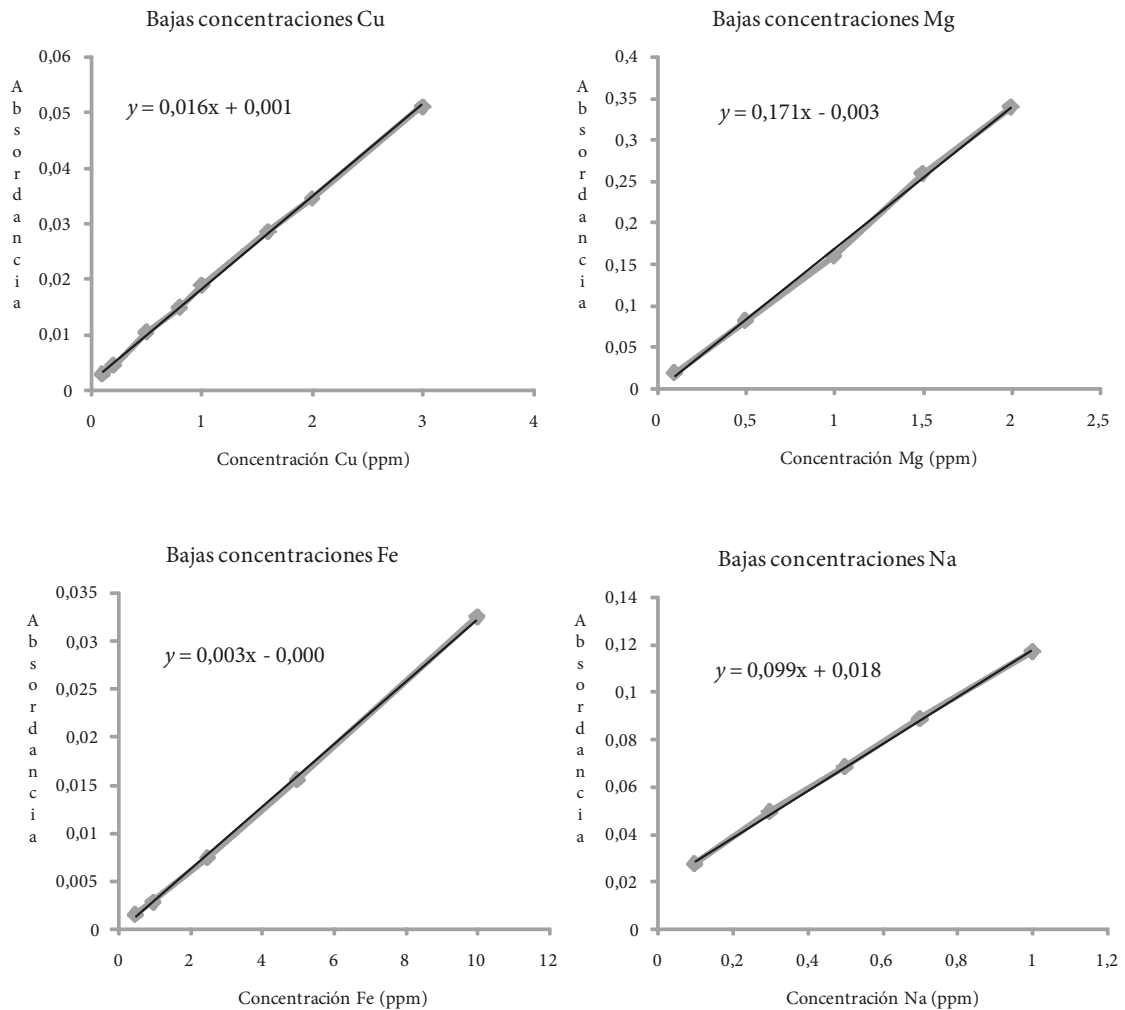 Bajas concentraciones Cu
0,06
0,05
0,04
0,03
0,02
0,01
0
Absordancia
y = 0,016x + 0,001
0 1 2 3 4
Concentración Cu (ppm)
Bajas concentraciones Mg
0,4
0,35
0,3
0,25
0,2
0,15
0,1
0,05
0
Absordancia
y = 0,171x - 0,003
0 0,5 1 1,5 2 2,5
Concentración Mg (ppm)
Bajas concentraciones Fe
0,035
0,03
0,025
0,02
0,015
0,01
0,005
0
Absordancia
y = 0,003x - 0,000
0 2 4 6 8 10 12
Concentración Fe (ppm)
Bajas concentraciones Na
0,14
0,12
0,1
0,08
0,06
0,04
0,02
0
Absordancia
y = 0,099x + 0,018
0 0,2 0,4 0,6 0,8 1 1,2
Concentración Na (ppm)